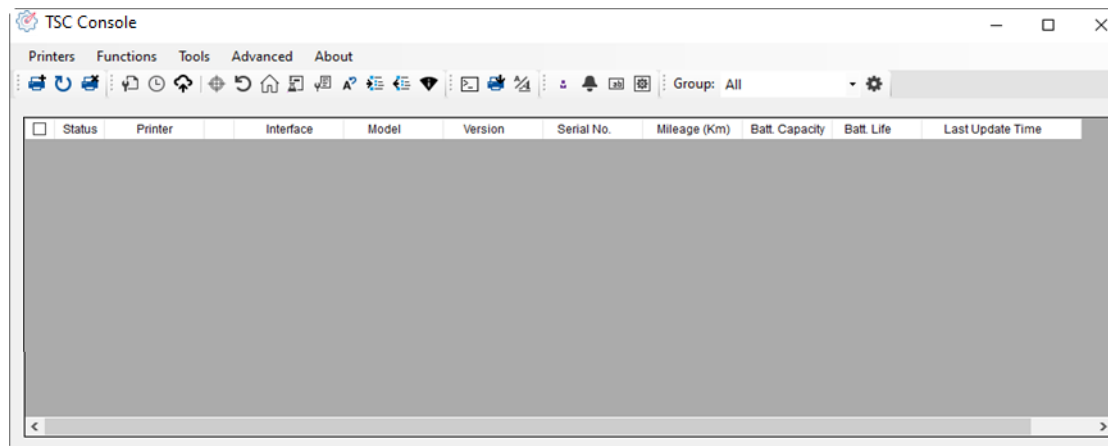 TSC Console
Printers Functions Tools Advanced About
Group: All
Status Printer Interface Model Version Serial No. Mileage (Km) Batt. Capacity Batt. Life Last Update Time